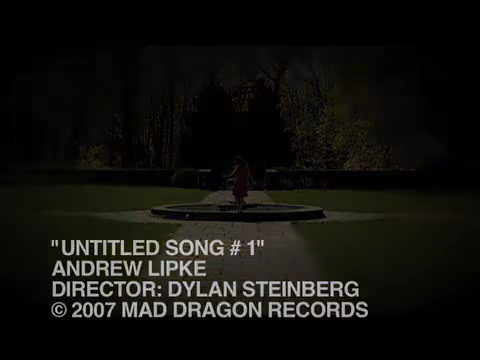 "UNTITLED SONG # 1"
ANDREW LIPKE
DIRECTOR: DYLAN STEINBERG
© 2007 MAD DRAGON RECORDS